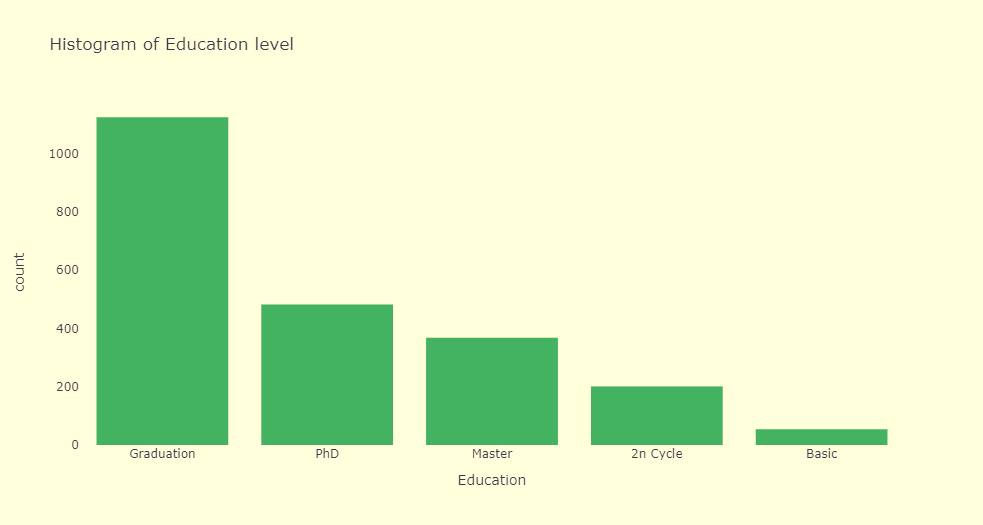 Histogram of Education level
1000
800
600
400
200
0
count
Graduation PhD Master 2n Cycle Basic
Education